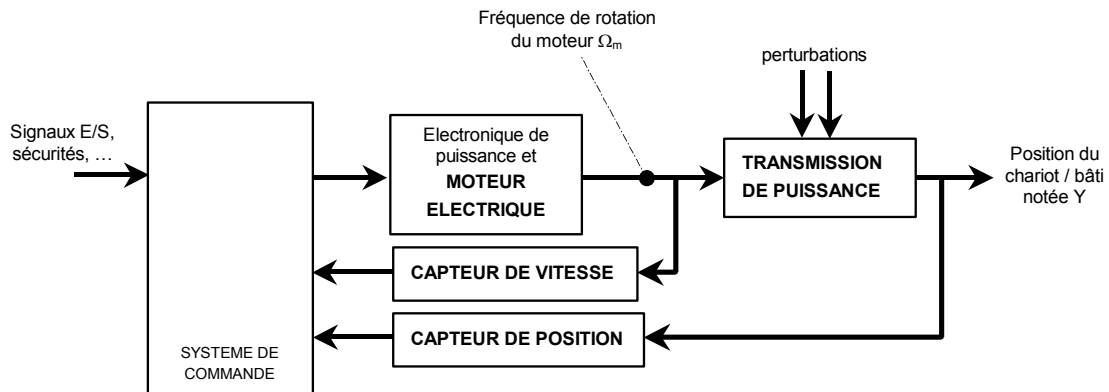 Fréquence de rotation
du moteur Ωm
perturbations
Signaux E/S,
sécurités, …
Electronique de
puissance et
MOTEUR
ELECTRIQUE
TRANSMISSION
DE PUISSANCE
Position du
chariot / bâti
notée Y
CAPTEUR DE VITESSE
CAPTEUR DE POSITION
SYSTEME DE
COMMANDE